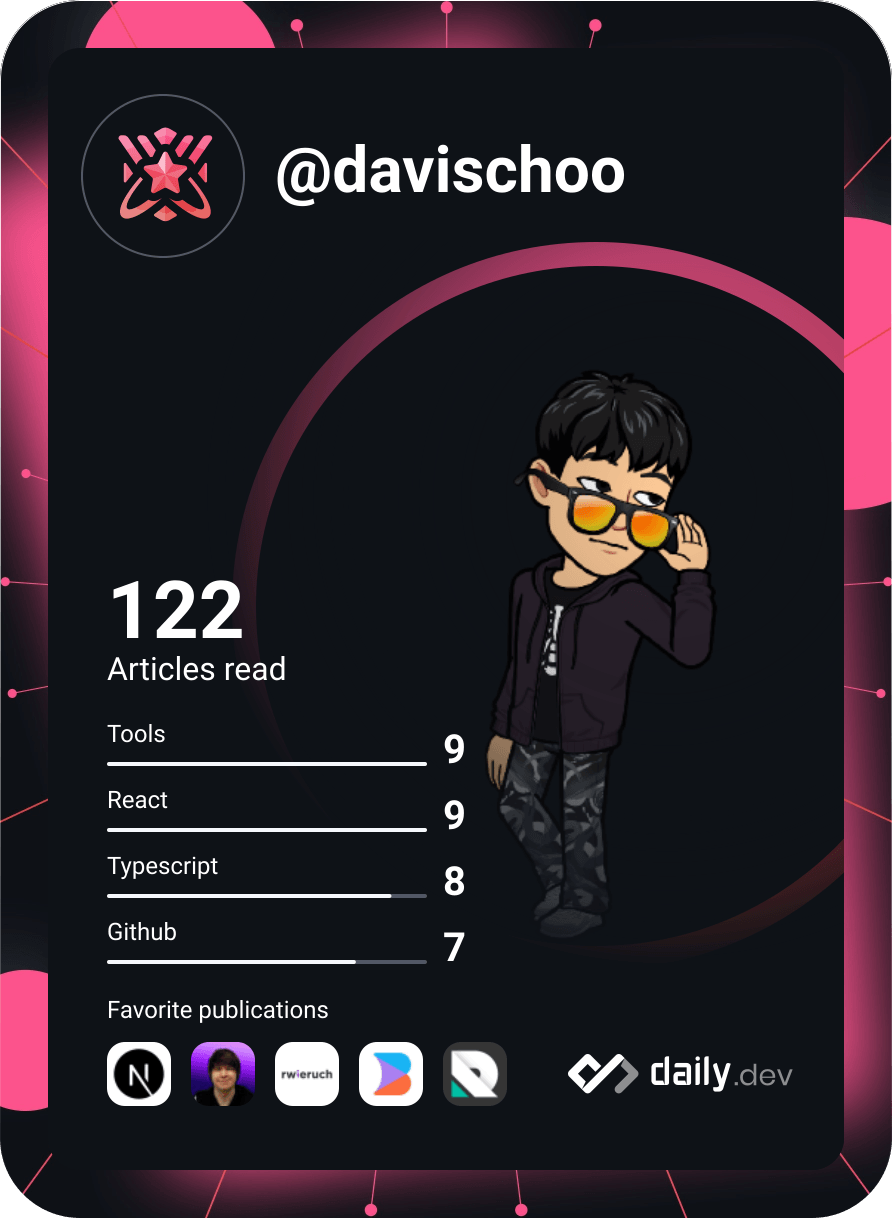 @davischoo
122
Articles read
Tools
9
React
9
Typescript
8
Github
7
Favorite publications
N
rwieruch
daily.dev